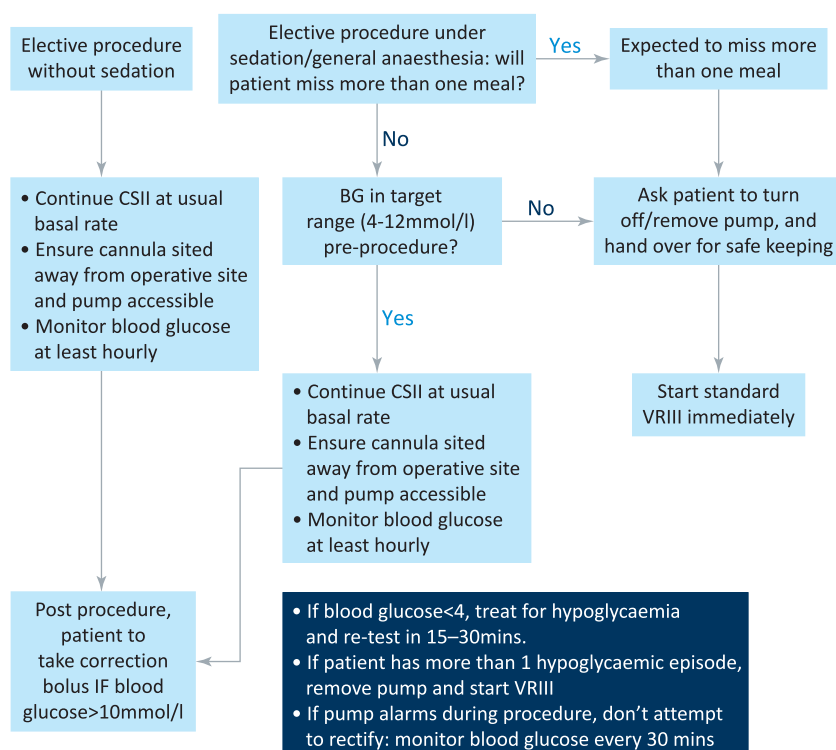 Elective procedure
without sedation
Elective procedure under
sedation/general anaesthesia: will
patient miss more than one meal?
Yes
Expected to miss more
than one meal
No
• Continue CSII at usual
basal rate
• Ensure cannula sited
away from operative site
and pump accessible
• Monitor blood glucose
at least hourly
BG in target
range (4-12mmol/l)
pre-procedure?
No
Ask patient to turn
off/remove pump, and
hand over for safe keeping
Yes
• Continue CSII at usual
basal rate
• Ensure cannula sited
away from operative site
and pump accessible
• Monitor blood glucose
at least hourly
Start standard
VRIII immediately
Post procedure,
patient to
take correction
bolus IF blood
glucose>10mmol/l
• If blood glucose<4, treat for hypoglycaemia
and re-test in 15–30mins.
• If patient has more than 1 hypoglycaemic episode,
remove pump and start VRIII
• If pump alarms during procedure, don’t attempt
to rectify: monitor blood glucose every 30 mins